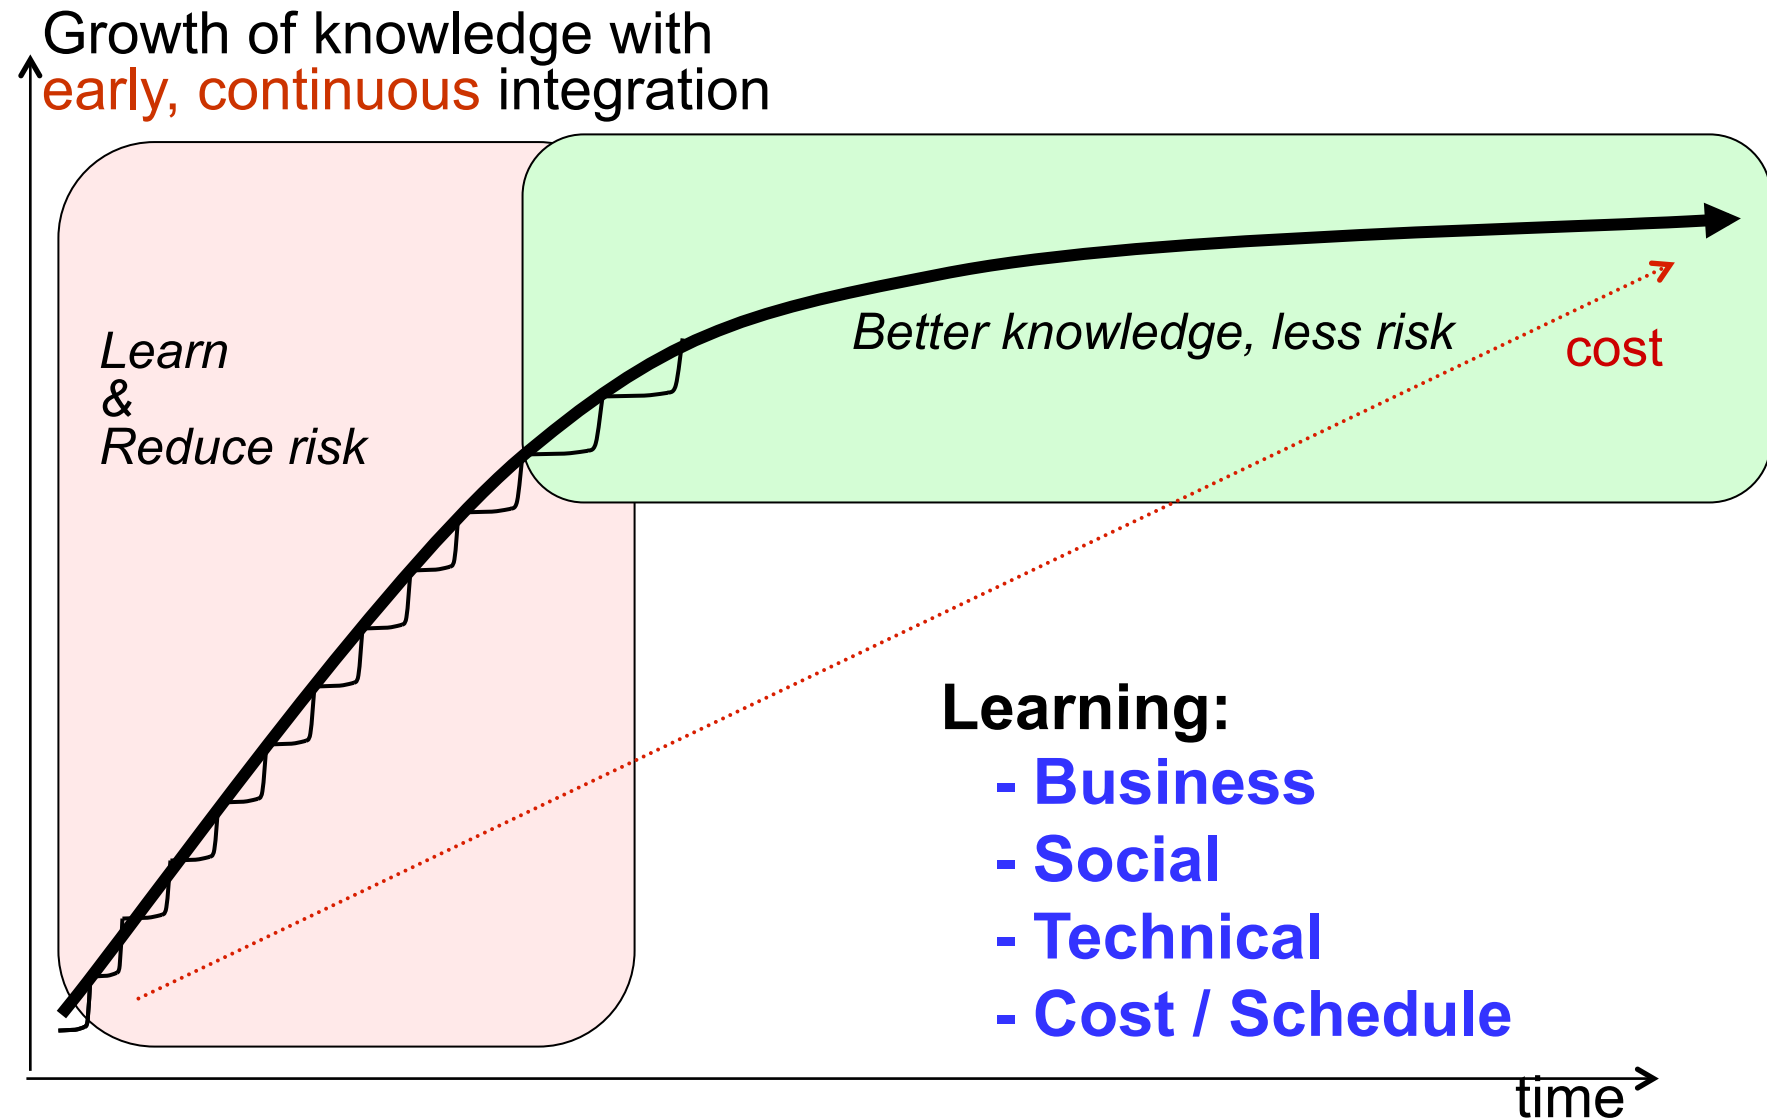 Growth of knowledge with
early, continuous integration
Learn
&
Reduce risk
Better knowledge, less risk
cost
Learning:
- Business
- Social
- Technical
- Cost / Schedule
time